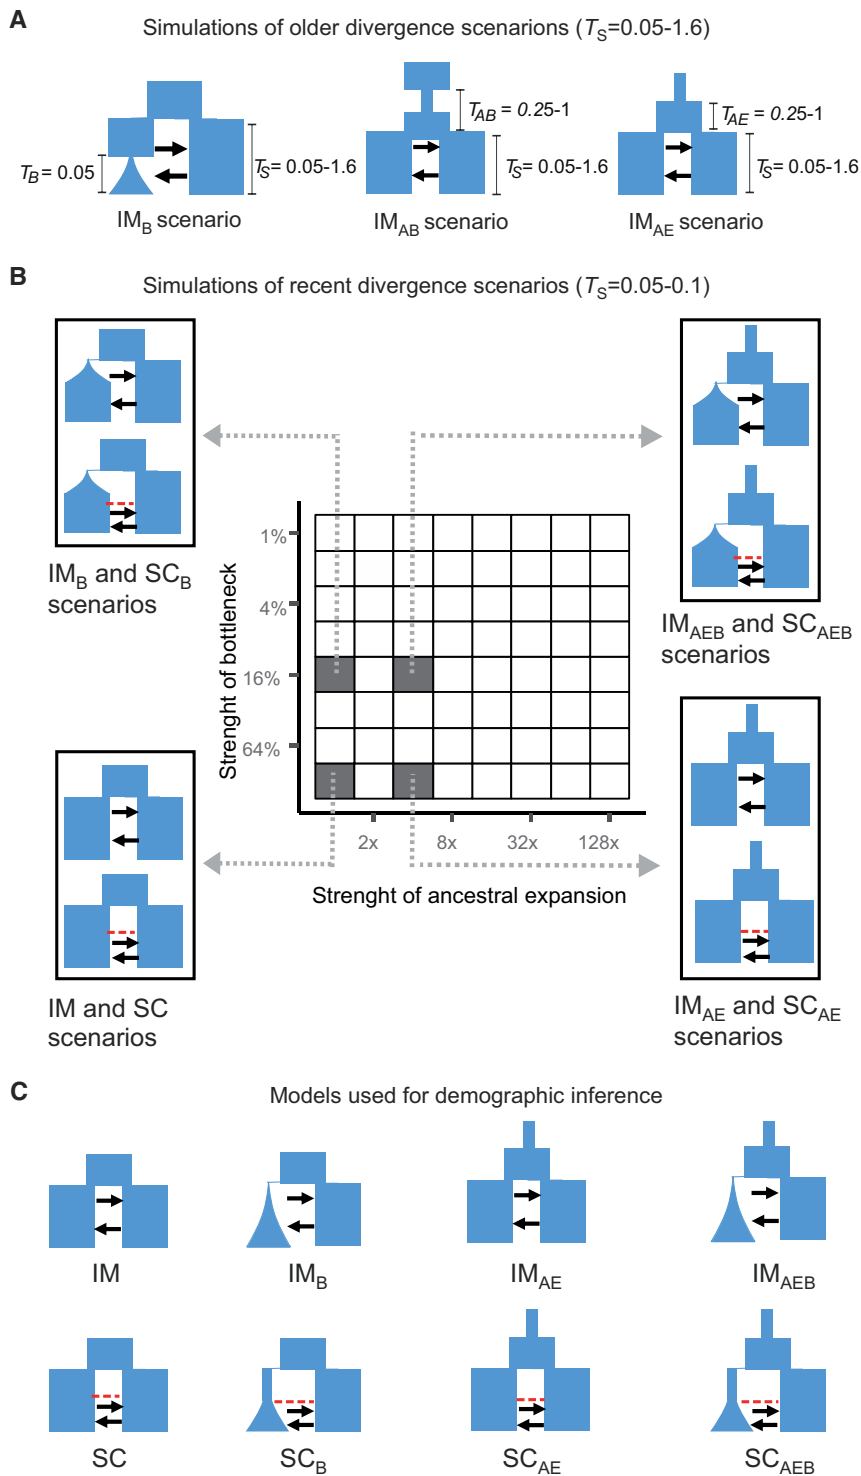 A
Simulations of older divergence scenarions (TS=0.05-1.6)
TB = 0.05
TS= 0.05-1.6
IMB scenario
TAB = 0.25-1
TS= 0.05-1.6
IMAB scenario
TAE = 0.25-1
TS= 0.05-1.6
IMAE scenario
B
Simulations of recent divergence scenarios (TS=0.05-0.1)
IMB and SCB
scenarios
IMAEB and SCAEB
scenarios
Strenght of bottleneck
1%
4%
16%
64%
2x
8x
32x
128x
Strenght of ancestral expansion
IM and SC
scenarios
IMAE and SCAE
scenarios
C
Models used for demographic inference
IM
IMB
IMAE
IMAEB
SC
SCB
SCAE
SCAEB